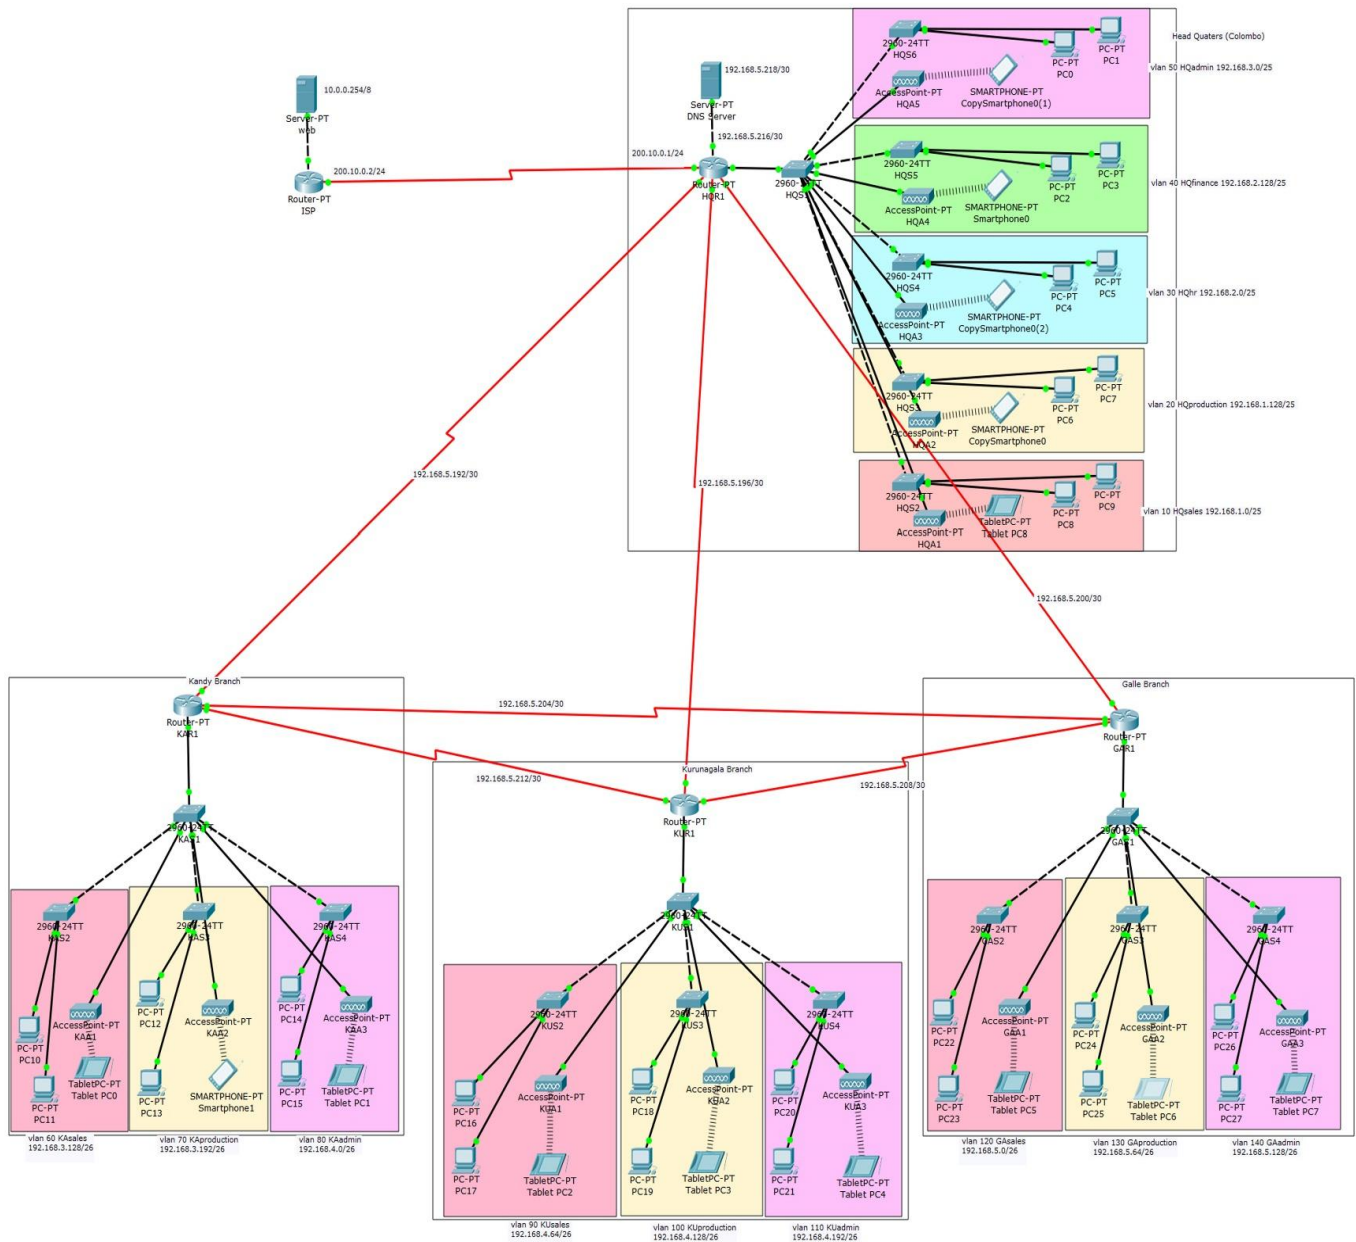 Head Quaters (Colombo)
2960-24TT
HQS6
PC-PT
PC0
PC-PT
PC1
AccessPoint-PT
HQA5
SMARTPHONE-PT
CopySmartphone0(1)
vlan 50 HQadmin 192.168.3.0/25
10.0.0.254/8
Server-PT
web
192.168.5.218/30
Server-PT
DNS Server
192.168.5.216/30
200.10.0.2/24
Router-PT
ISP
200.10.0.1/24
Router-PT
HQR1
2960-24TT
HQS1
2960-24TT
HQS5
PC-PT
PC2
PC-PT
PC3
AccessPoint-PT
HQA4
SMARTPHONE-PT
Smartphone0
vlan 40 HQfinance 192.168.2.128/25
2960-24TT
HQS4
PC-PT
PC4
PC-PT
PC5
AccessPoint-PT
HQA3
SMARTPHONE-PT
CopySmartphone0(2)
vlan 30 HQhr 192.168.2.0/25
2960-24TT
HQS3
PC-PT
PC6
PC-PT
PC7
AccessPoint-PT
HQA2
SMARTPHONE-PT
CopySmartphone0
vlan 20 HQproduction 192.168.1.128/25
2960-24TT
HQS2
PC-PT
PC8
PC-PT
PC9
AccessPoint-PT
HQA1
TabletPC-PT
Tablet PC8
vlan 10 HQsales 192.168.1.0/25
192.168.5.192/30
192.168.5.196/30
192.168.5.200/30
192.168.5.204/30
192.168.5.212/30
192.168.5.208/30
Kandy Branch
Router-PT
KAR1
2960-24TT
KAS1
2960-24TT
KAS2
2960-24TT
KAS3
2960-24TT
KAS4
PC-PT
PC10
PC-PT
PC11
AccessPoint-PT
KAA1
TabletPC-PT
Tablet PC0
PC-PT
PC12
PC-PT
PC13
AccessPoint-PT
KAA2
SMARTPHONE-PT
Smartphone1
PC-PT
PC14
PC-PT
PC15
AccessPoint-PT
KAA3
TabletPC-PT
Tablet PC1
vlan 60 KAsales
192.168.3.128/26
vlan 70 KAproduction
192.168.3.192/26
vlan 80 KAadmin
192.168.4.0/26
Kurunagala Branch
Router-PT
KUR1
2960-24TT
KUS1
2960-24TT
KUS2
2960-24TT
KUS3
2960-24TT
KUS4
PC-PT
PC16
PC-PT
PC17
AccessPoint-PT
KUA1
TabletPC-PT
Tablet PC2
PC-PT
PC18
PC-PT
PC19
AccessPoint-PT
KUA2
TabletPC-PT
Tablet PC3
PC-PT
PC20
PC-PT
PC21
AccessPoint-PT
KUA3
TabletPC-PT
Tablet PC4
vlan 90 KUsales
192.168.4.64/26
vlan 100 KUproduction
192.168.4.128/26
vlan 110 KUadmin
192.168.4.192/26
Galle Branch
Router-PT
GAR1
2960-24TT
GAS1
2960-24TT
GAS2
2960-24TT
GAS3
2960-24TT
GAS4
PC-PT
PC22
PC-PT
PC23
AccessPoint-PT
GAA1
TabletPC-PT
Tablet PC5
PC-PT
PC24
PC-PT
PC25
AccessPoint-PT
GAA2
TabletPC-PT
Tablet PC6
PC-PT
PC26
PC-PT
PC27
AccessPoint-PT
GAA3
TabletPC-PT
Tablet PC7
vlan 120 GAsales
192.168.5.0/26
vlan 130 GAproduction
192.168.5.64/26
vlan 140 GAadmin
192.168.5.128/26